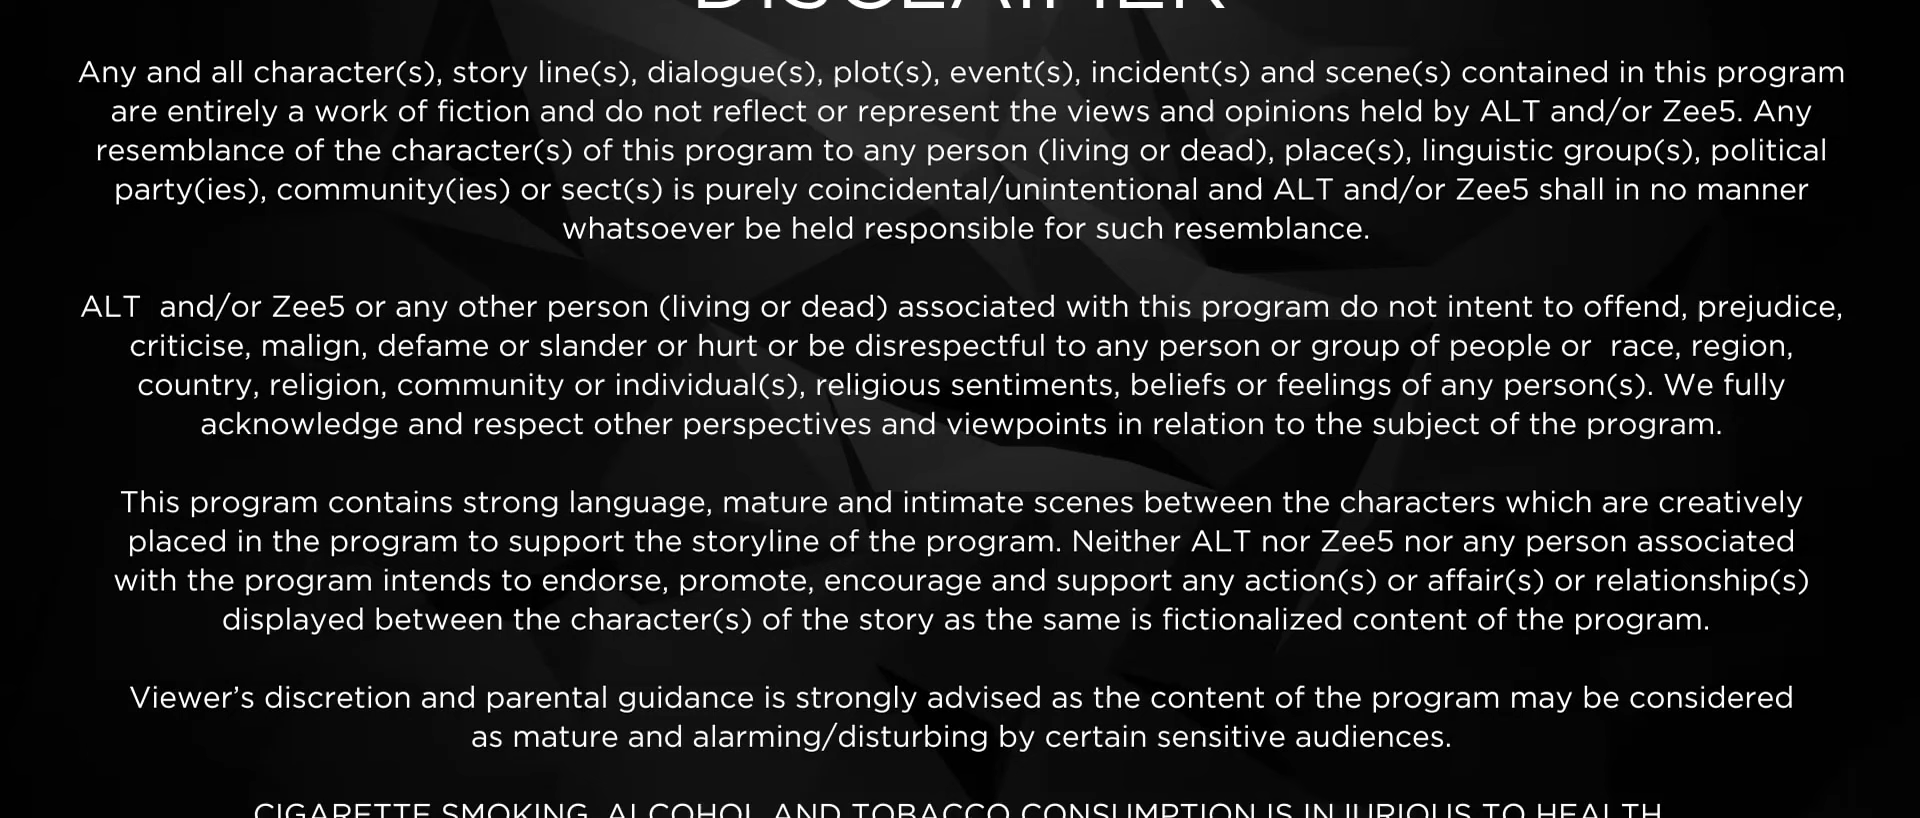 DISCLAIMER
Any and all character(s), story line(s), dialogue(s), plot(s), event(s), incident(s) and scene(s) contained in this program
are entirely a work of fiction and do not reflect or represent the views and opinions held by ALT and/or Zee5. Any
resemblance of the character(s) of this program to any person (living or dead), place(s), linguistic group(s), political
party(ies), community(ies) or sect(s) is purely coincidental/unintentional and ALT and/or Zee5 shall in no manner
whatsoever be held responsible for such resemblance.
ALT and/or Zee5 or any other person (living or dead) associated with this program do not intent to offend, prejudice,
criticise, malign, defame or slander or hurt or be disrespectful to any person or group of people or race, region,
country, religion, community or individual(s), religious sentiments, beliefs or feelings of any person(s). We fully
acknowledge and respect other perspectives and viewpoints in relation to the subject of the program.
This program contains strong language, mature and intimate scenes between the characters which are creatively
placed in the program to support the storyline of the program. Neither ALT nor Zee5 nor any person associated
with the program intends to endorse, promote, encourage and support any action(s) or affair(s) or relationship(s)
displayed between the character(s) of the story as the same is fictionalized content of the program.
Viewer’s discretion and parental guidance is strongly advised as the content of the program may be considered
as mature and alarming/disturbing by certain sensitive audiences.
CIGARETTE SMOKING, ALCOHOL AND TOBACCO CONSUMPTION IS INJURIOUS TO HEALTH